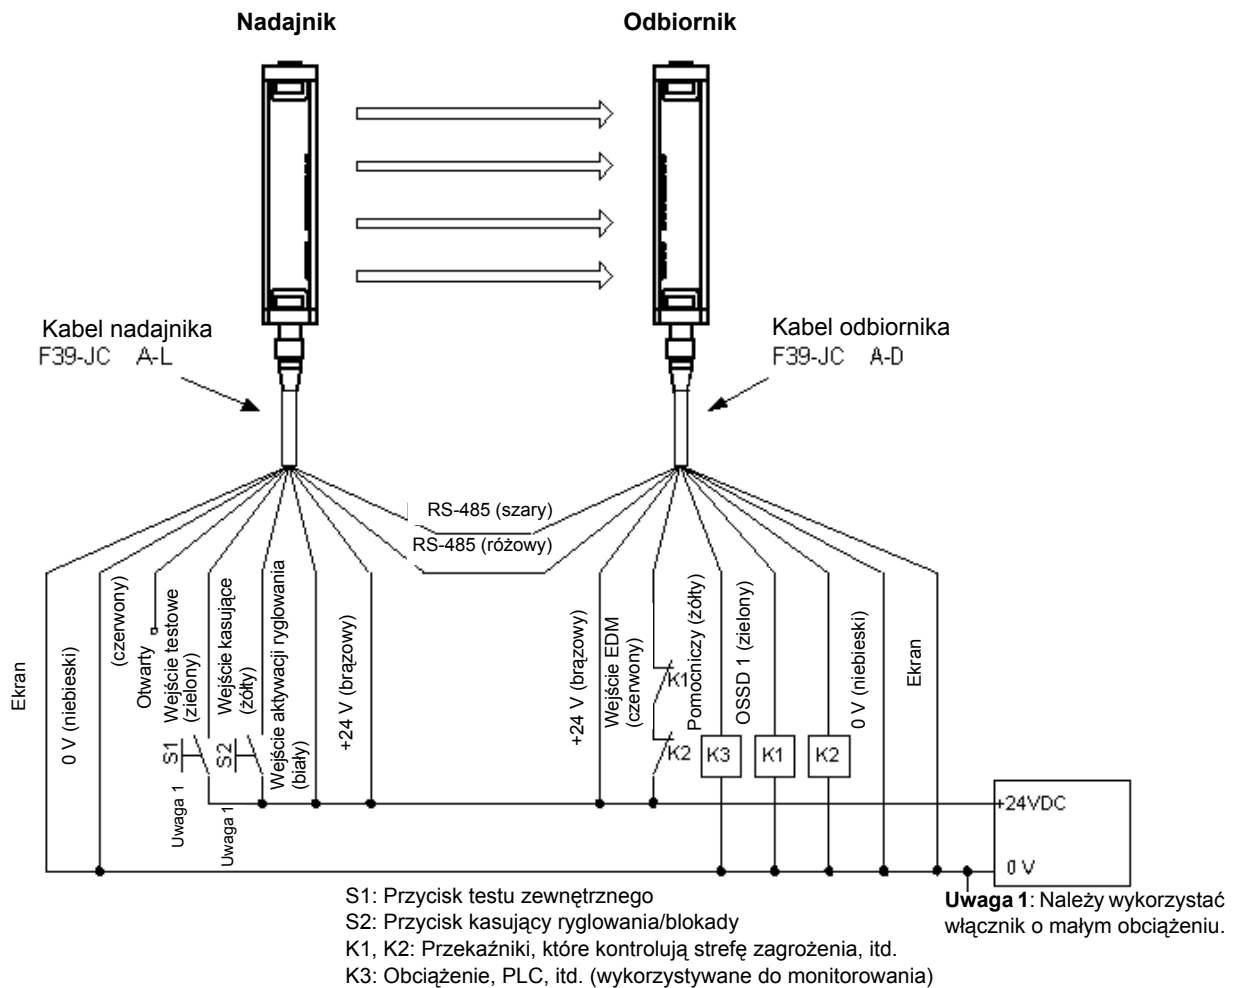 Nadajnik
Odbiornik
Kabel nadajnika
F39-JC A-L
Kabel odbiornika
F39-JC A-D
RS-485 (szary)
RS-485 (różowy)
Ekran
0 V (niebieski)
(czerwony)
Otwarty
Wejście testowe
(zielony)
Wejście kasujące
(żółty)
Wejście aktywacji ryglowania
(biały)
+24 V (brązowy)
S1
S2
Uwaga 1
Uwaga 1
+24 V (brązowy)
Wejście EDM
(czerwony)
K1
K2
Pomocniczy (żółty)
OSSD 1 (zielony)
0 V (niebieski)
Ekran
K3
K1
K2
+24VDC
0 V
S1: Przycisk testu zewnętrznego
S2: Przycisk kasujący ryglowania/blokady
K1, K2: Przekaźniki, które kontrolują strefę zagrożenia, itd.
K3: Obciążenie, PLC, itd. (wykorzystywane do monitorowania)
Uwaga 1: Należy wykorzystać
włącznik o małym obciążeniu.